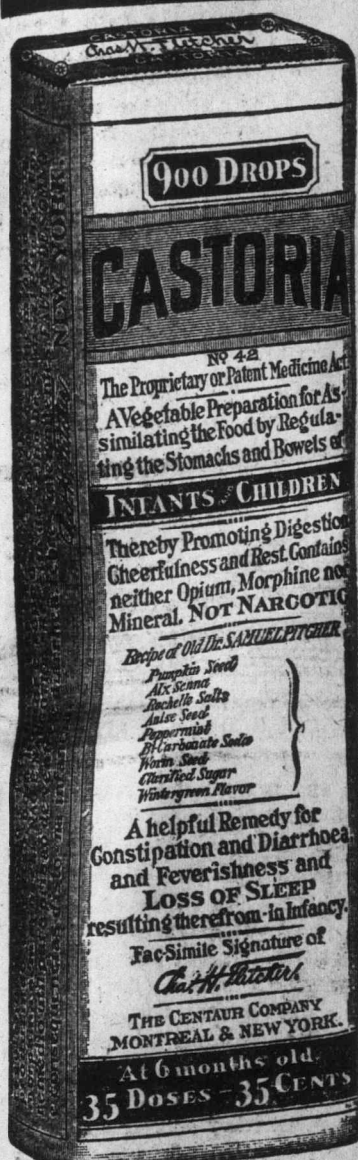 CASTORIA
Chas. H. Fletcher
900 DROPS
CASTORIA
No 42
The Proprietary or Patent Medicine Act
A Vegetable Preparation for As-
similating the Food by Regula-
ting the Stomachs and Bowels of
INFANTS CHILDREN
Thereby Promoting Digestion
Cheerfulness and Rest. Contains
neither Opium, Morphine nor
Mineral. NOT NARCOTIC
Recipe of Old Dr. SAMUEL PITCHER
Pumpkin Seed
Alx Senna
Rochelle Salts
Anise Seed
Peppermint
Bi-Carbonate Soda
Worm Seed
Clarified Sugar
Wintergreen Flavor
A helpful Remedy for
Constipation and Diarrhoea
and Feverishness and
LOSS OF SLEEP
resulting therefrom-in Infancy.
Fac-Simile Signature of
Chas. H. Fletcher.
THE CENTAUR COMPANY
MONTREAL & NEW YORK.
At 6 months old
35 DOSES - 35 CENTS
NEW YORK